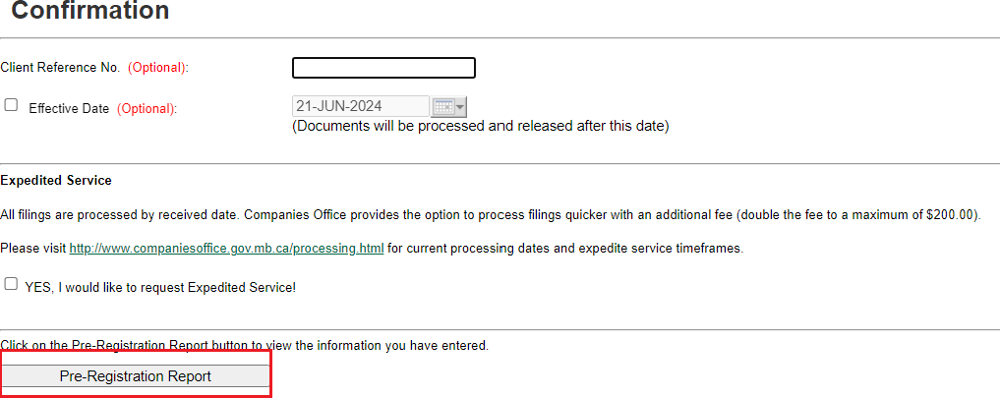 Confirmation
Client Reference No. (Optional):
Effective Date (Optional): 21-JUN-2024
(Documents will be processed and released after this date)
Expedited Service
All filings are processed by received date. Companies Office provides the option to process filings quicker with an additional fee (double the fee to a maximum of $200.00).
Please visit http://www.companiesoffice.gov.mb.ca/processing.html for current processing dates and expedite service timeframes.
YES, I would like to request Expedited Service!
Click on the Pre-Registration Report button to view the information you have entered.
Pre-Registration Report